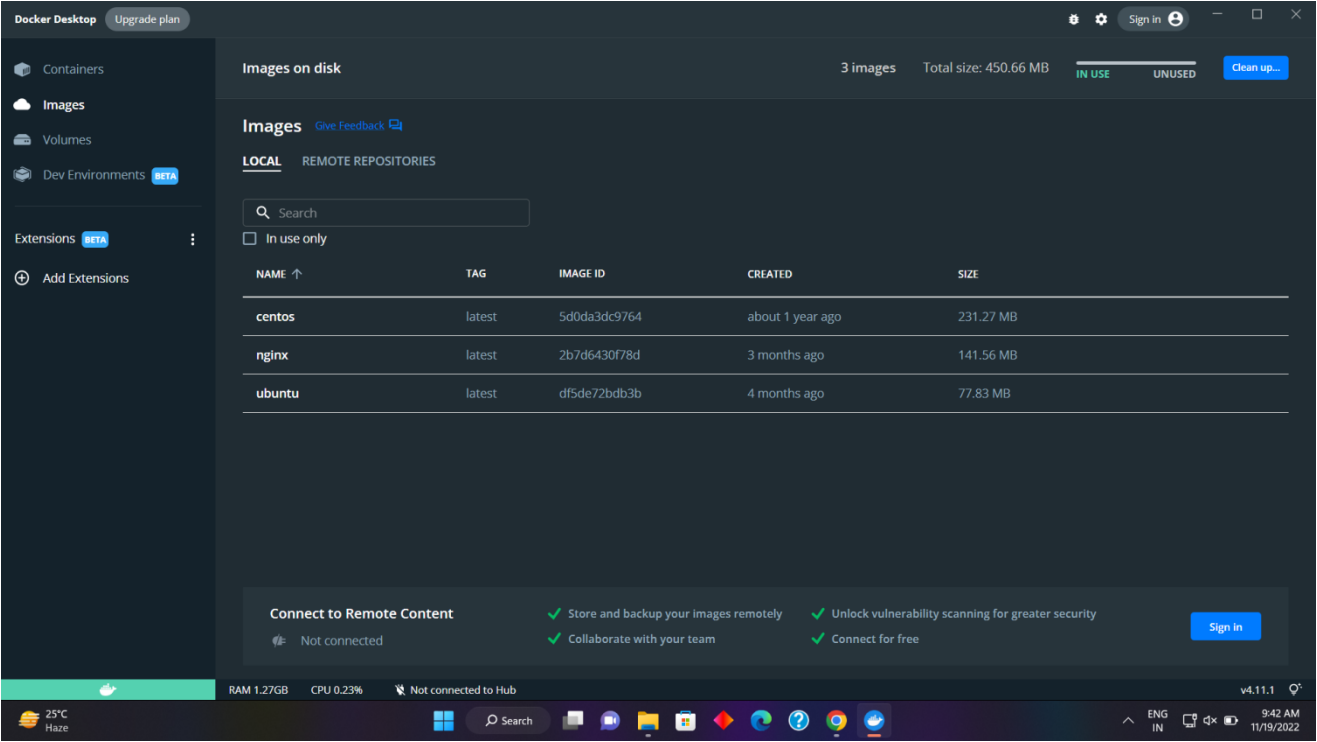 Docker Desktop Upgrade plan Sign in
Containers
Images
Volumes
Dev Environments BETA
Extensions BETA
Add Extensions
Images on disk 3 images Total size: 450.66 MB IN USE UNUSED Clean up...
Images Give Feedback
LOCAL REMOTE REPOSITORIES
Search
In use only
NAME TAG IMAGE ID CREATED SIZE
centos latest 5d0da3dc9764 about 1 year ago 231.27 MB
nginx latest 2b7d6430f78d 3 months ago 141.56 MB
ubuntu latest df5de72bdb3b 4 months ago 77.83 MB
Connect to Remote Content
Not connected
Store and backup your images remotely
Collaborate with your team
Unlock vulnerability scanning for greater security
Connect for free
Sign in
RAM 1.27GB CPU 0.23% Not connected to Hub v4.11.1
25°C
Haze
Search
ENG
IN
9:42 AM
11/19/2022